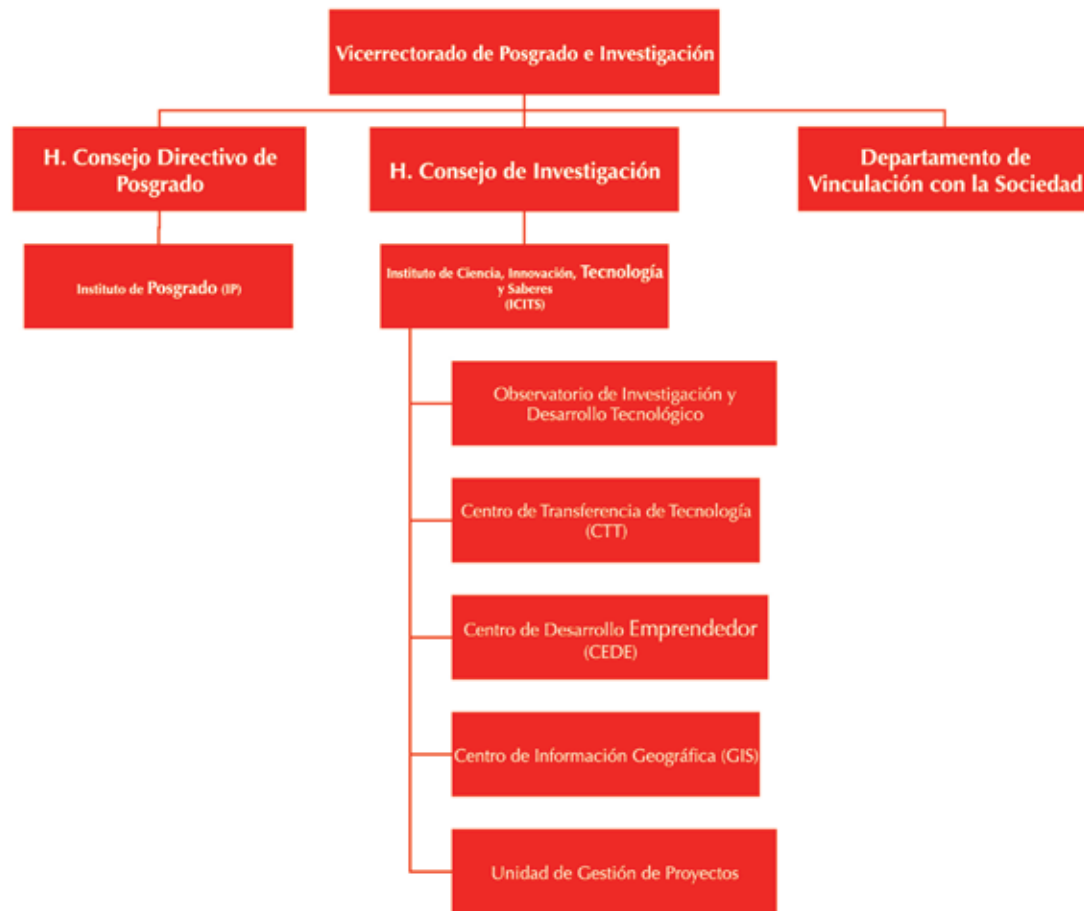 Vicerrectorado de Posgrado e Investigación
H. Consejo Directivo de
Posgrado
H. Consejo de Investigación
Departamento de
Vinculación con la Sociedad
Instituto de Posgrado (IP)
Instituto de Ciencia, Innovación, Tecnología
y Saberes
(ICITS)
Observatorio de Investigación y
Desarrollo Tecnológico
Centro de Transferencia de Tecnología
(CTT)
Centro de Desarrollo Emprendedor
(CEDE)
Centro de Información Geográfica (GIS)
Unidad de Gestión de Proyectos